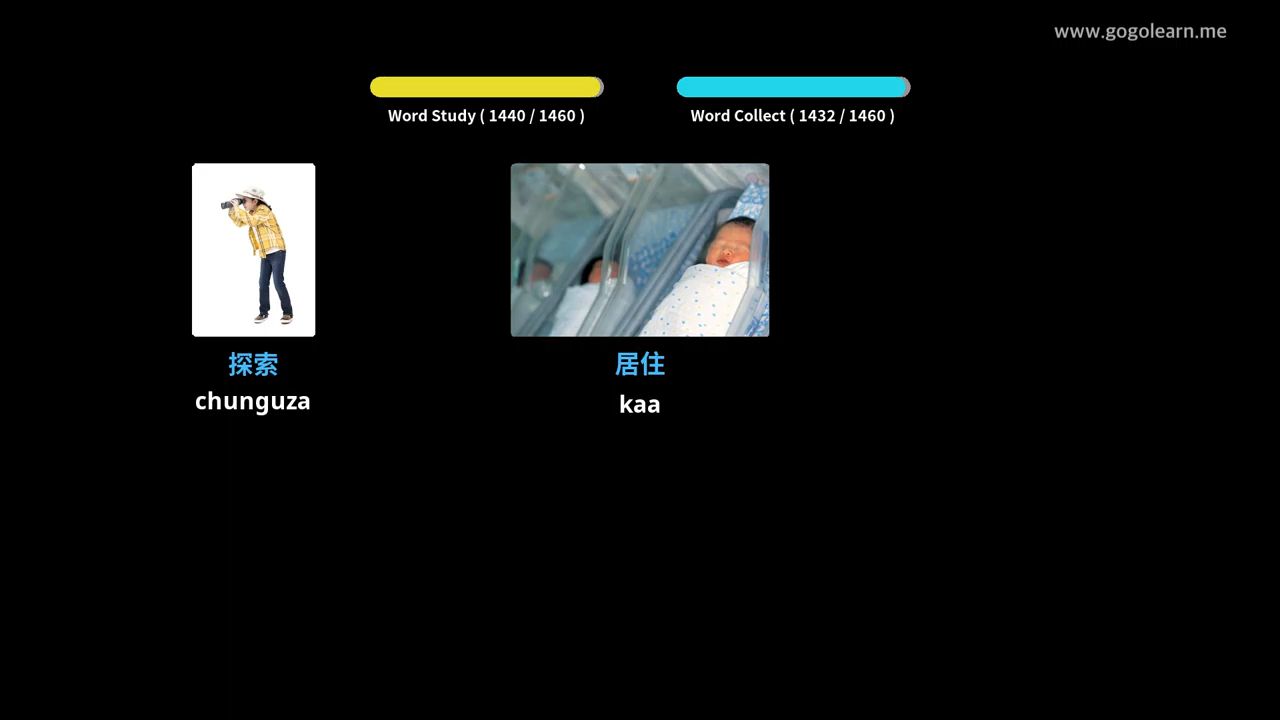 www.gogolearn.me
Word Study ( 1440 / 1460 )
Word Collect ( 1432 / 1460 )
探索
chunguza
居住
kaa